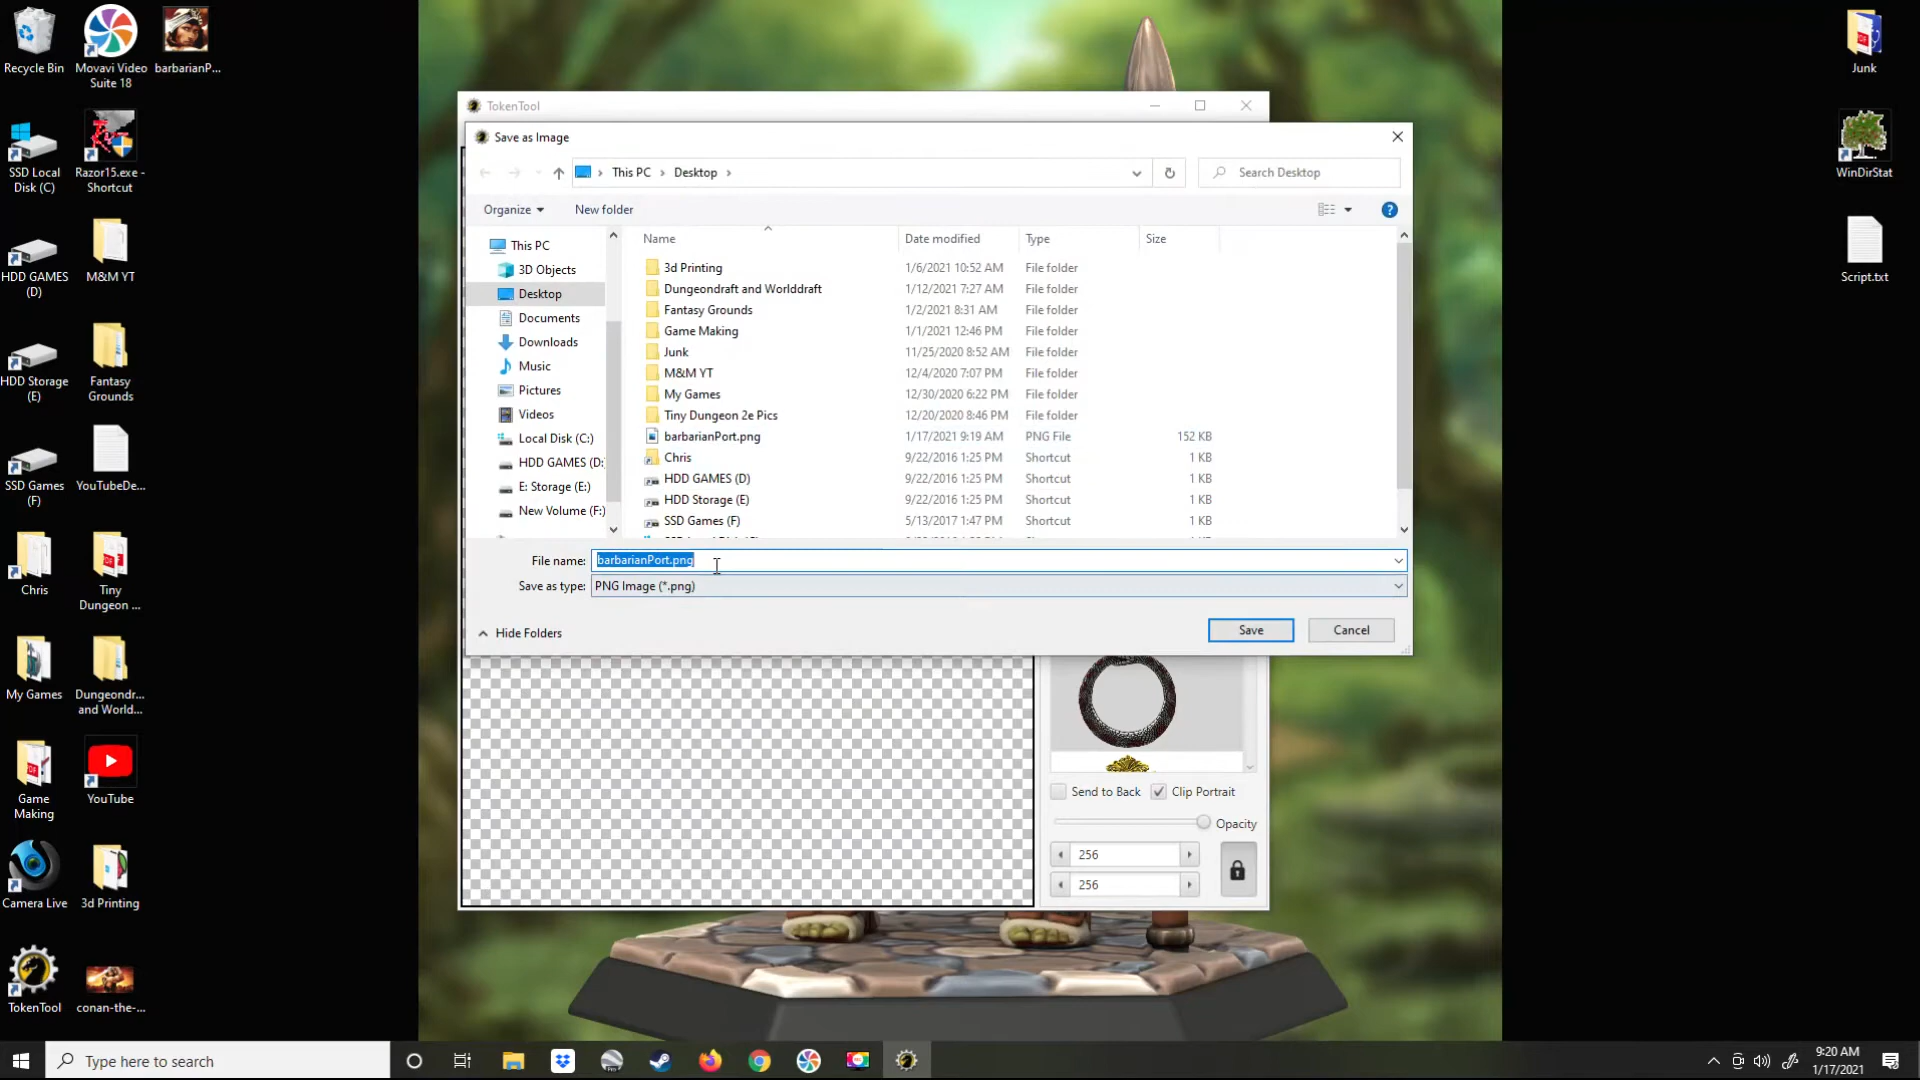 Recycle Bin
Movavi Video
Suite 18
barbarianP...
SSD Local
Disk (C)
Razor15.exe -
Shortcut
HDD GAMES
(D)
M&M YT
HDD Storage
(E)
Fantasy
Grounds
SSD Games
(F)
YouTubeDe...
Chris
Tiny
Dungeon ...
My Games
Dungeondr...
and World...
Game
Making
YouTube
Camera Live
3d Printing
TokenTool
conan-the-...
TokenTool
Save as Image
This PC > Desktop >
Search Desktop
Organize
New folder
This PC
3D Objects
Desktop
Documents
Downloads
Music
Pictures
Videos
Local Disk (C:)
HDD GAMES (D:)
E: Storage (E:)
New Volume (F:)
Name Date modified Type Size
3d Printing 1/6/2021 10:52 AM File folder
Dungeondraft and Worlddraft 1/12/2021 7:27 AM File folder
Fantasy Grounds 1/2/2021 8:31 AM File folder
Game Making 1/1/2021 12:46 PM File folder
Junk 11/25/2020 8:52 AM File folder
M&M YT 12/4/2020 7:07 PM File folder
My Games 12/30/2020 6:22 PM File folder
Tiny Dungeon 2e Pics 12/20/2020 8:46 PM File folder
barbarianPort.png 1/17/2021 9:19 AM PNG File 152 KB
Chris 9/22/2016 1:25 PM Shortcut 1 KB
HDD GAMES (D) 9/22/2016 1:25 PM Shortcut 1 KB
HDD Storage (E) 9/22/2016 1:25 PM Shortcut 1 KB
SSD Games (F) 5/13/2017 1:47 PM Shortcut 1 KB
File name: barbarianPort.png
Save as type: PNG Image (*.png)
Hide Folders
Save
Cancel
Send to Back
Clip Portrait
Opacity
256
256
Junk
WinDirStat
Script.txt
Type here to search
9:20 AM
1/17/2021